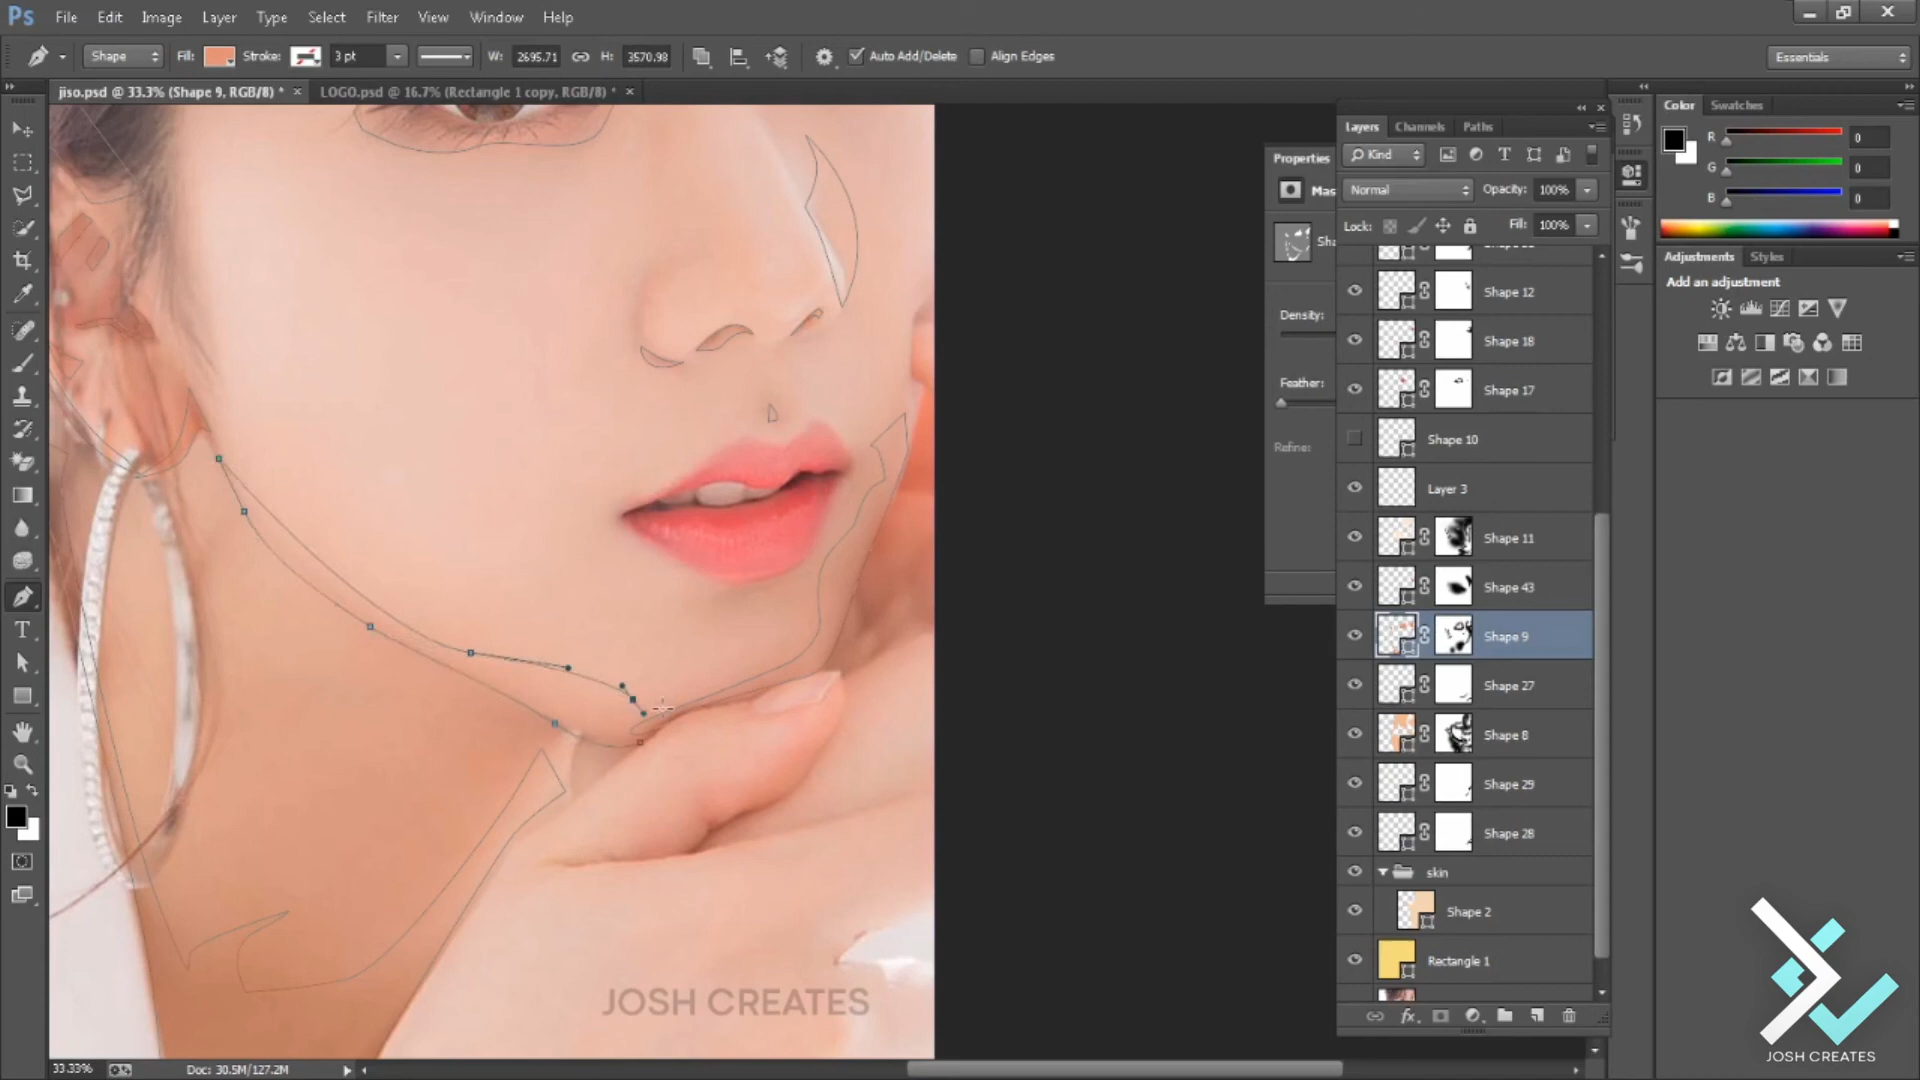 Ps File Edit Image Layer Type Select Filter View Window Help
Shape Fill: Stroke: 3 pt W: 2695.71 H: 3570.98 Auto Add/Delete Align Edges Essentials
jiso.psd @ 33.3% (Shape 9, RGB/8) * × LOGO.psd @ 16.7% (Rectangle 1 copy, RGB/8) * ×
Layers Channels Paths
Kind
Normal Opacity: 100%
Lock: Fill: 100%
Shape 12
Shape 18
Shape 17
Shape 10
Layer 3
Shape 11
Shape 43
Shape 9
Shape 27
Shape 8
Shape 29
Shape 28
skin
Shape 2
Rectangle 1
Properties
Mas
Sha
Density:
Feather:
Refine:
Color Swatches
R 0
G 0
B 0
Adjustments Styles
Add an adjustment
JOSH CREATES
JOSH CREATES
33.33% Doc: 30.5M/127.2M